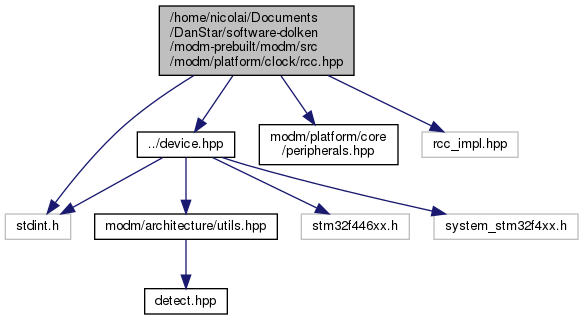 /home/nicolai/Documents
/DanStar/software-dolken
/modm-prebuilt/modm/src
/modm/platform/clock/rcc.hpp
../device.hpp
modm/platform/core
/peripherals.hpp
rcc_impl.hpp
stdint.h
modm/architecture/utils.hpp
stm32f446xx.h
system_stm32f4xx.h
detect.hpp